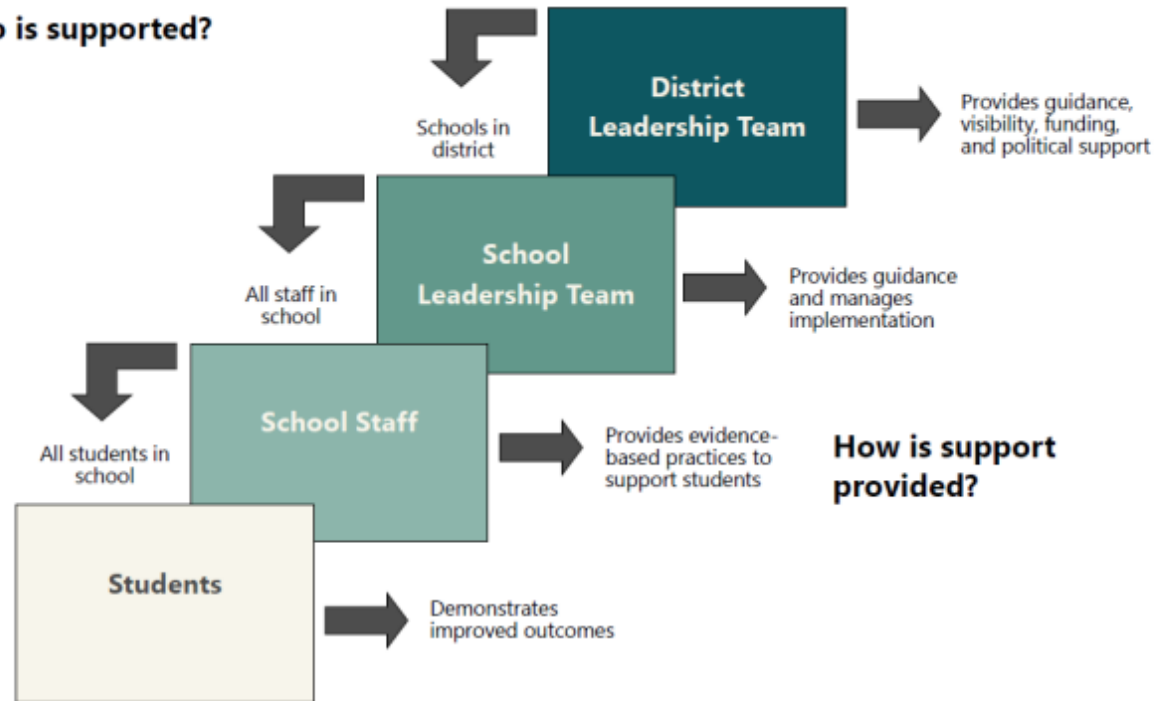 is supported?
District
Leadership Team
Schools in
district
Provides guidance,
visibility, funding,
and political support
School
Leadership Team
All staff in
school
Provides guidance
and manages
implementation
School Staff
All students in
school
Provides evidence-
based practices to
support students
How is support
provided?
Students
Demonstrates
improved outcomes